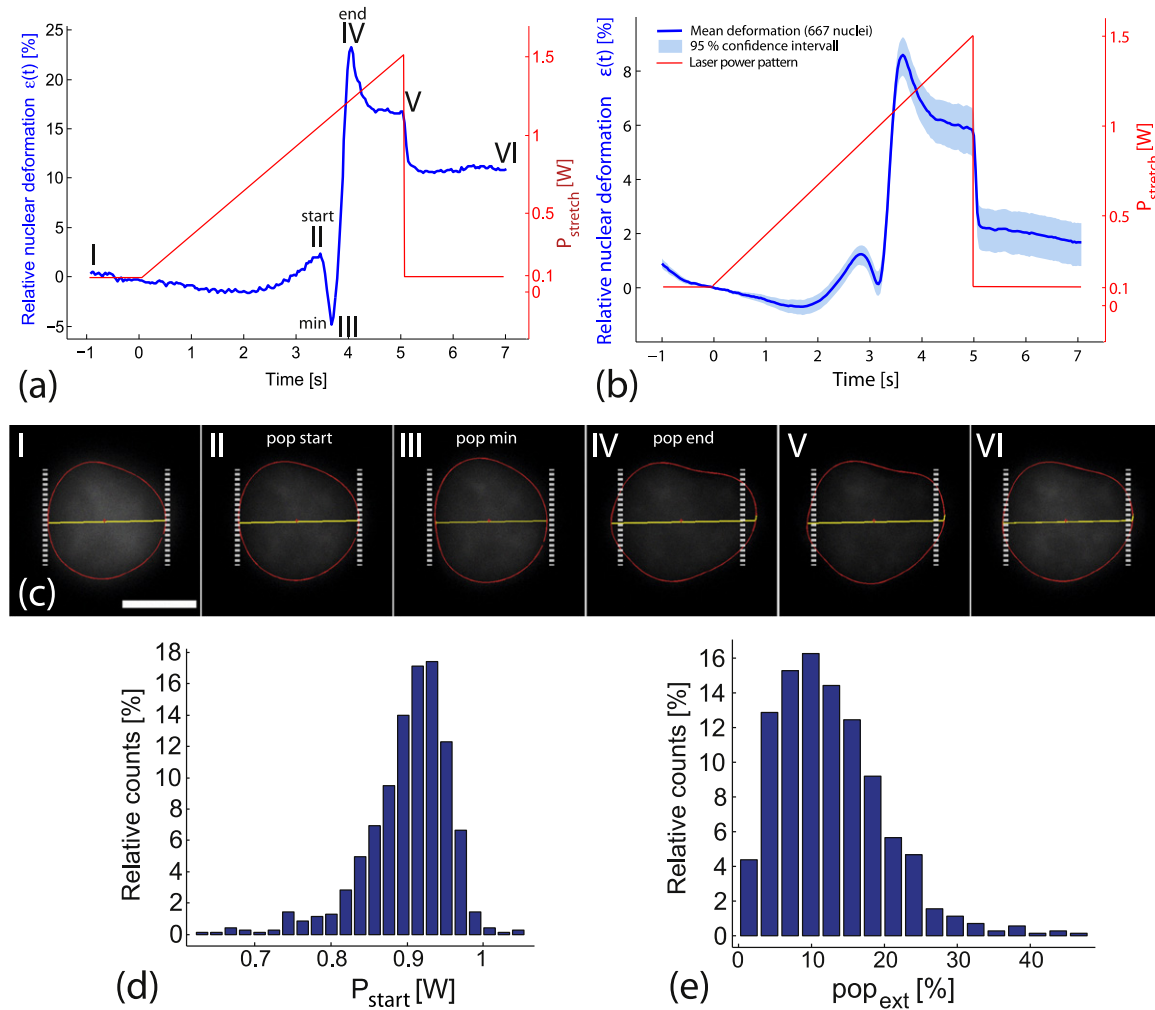 Relative nuclear deformation ε(t) [%]
25
20
15
10
5
0
−5
end
IV
start
II
I
V
VI
min
III
1.5
1
0.5
0.1
0
P_stretch [W]
−1 0 1 2 3 4 5 6 7
Time [s]
(a)
Relative nuclear deformation ε(t) [%]
8
6
4
2
0
Mean deformation (667 nuclei)
95 % confidence intervall
Laser power pattern
1.5
1
0.5
0.1
0
P_stretch [W]
−1 0 1 2 3 4 5 6 7
Time [s]
(b)
I
II pop start
III pop min
IV pop end
V
VI
(c)
Relative counts [%]
18
16
14
12
10
8
6
4
2
0
0.7 0.8 0.9 1
P_start [W]
(d)
Relative counts [%]
16
14
12
10
8
6
4
2
0
0 10 20 30 40
pop_ext [%]
(e)